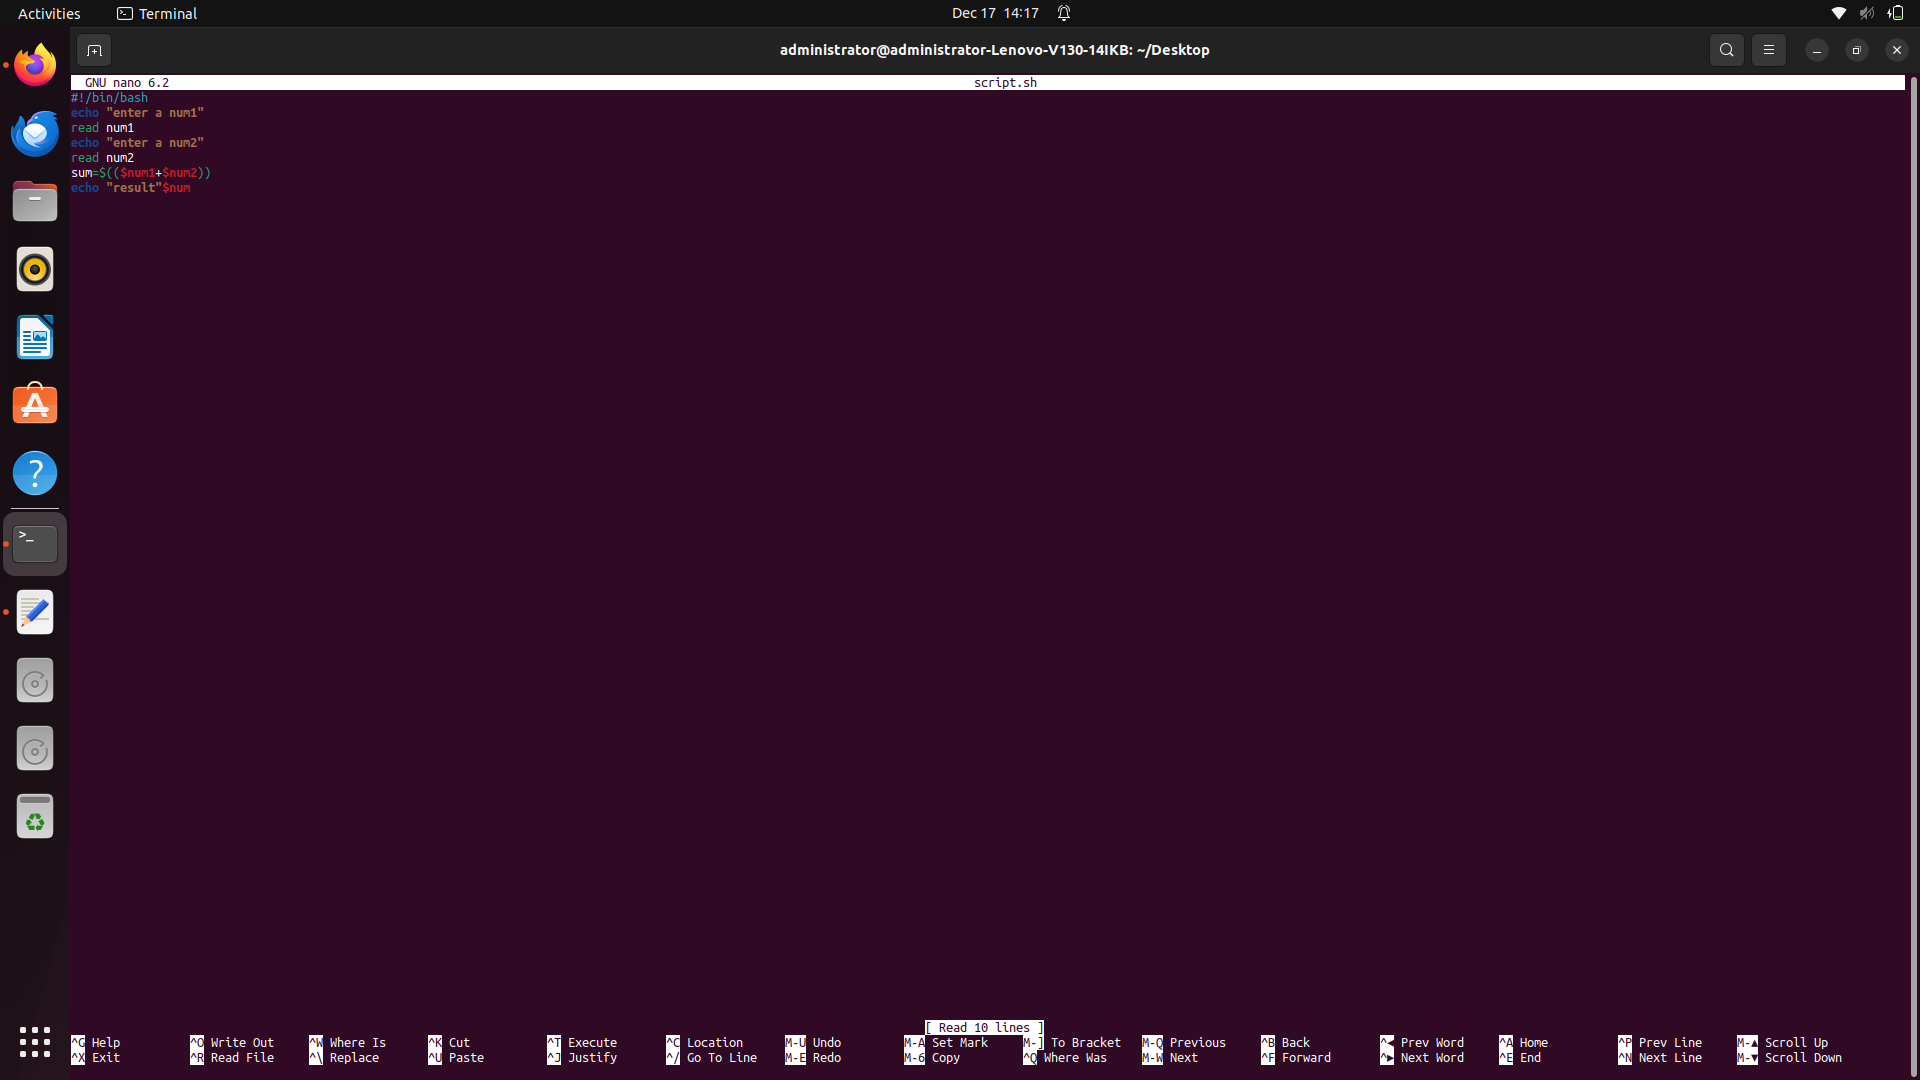 Activities Terminal Dec 17 14:17
administrator@administrator-Lenovo-V130-14IKB: ~/Desktop
GNU nano 6.2 script.sh
#!/bin/bash
echo "enter a num1"
read num1
echo "enter a num2"
read num2
sum=$(($num1+$num2))
echo "result"$num
[ Read 10 lines ]
^G Help ^O Write Out ^W Where Is ^K Cut ^T Execute ^C Location M-U Undo M-A Set Mark M-] To Bracket M-Q Previous ^B Back ^◀ Prev Word ^A Home ^P Prev Line M-▲ Scroll Up
^X Exit ^R Read File ^\ Replace ^U Paste ^J Justify ^/ Go To Line M-E Redo M-6 Copy ^Q Where Was M-W Next ^F Forward ^▶ Next Word ^E End ^N Next Line M-▼ Scroll Down